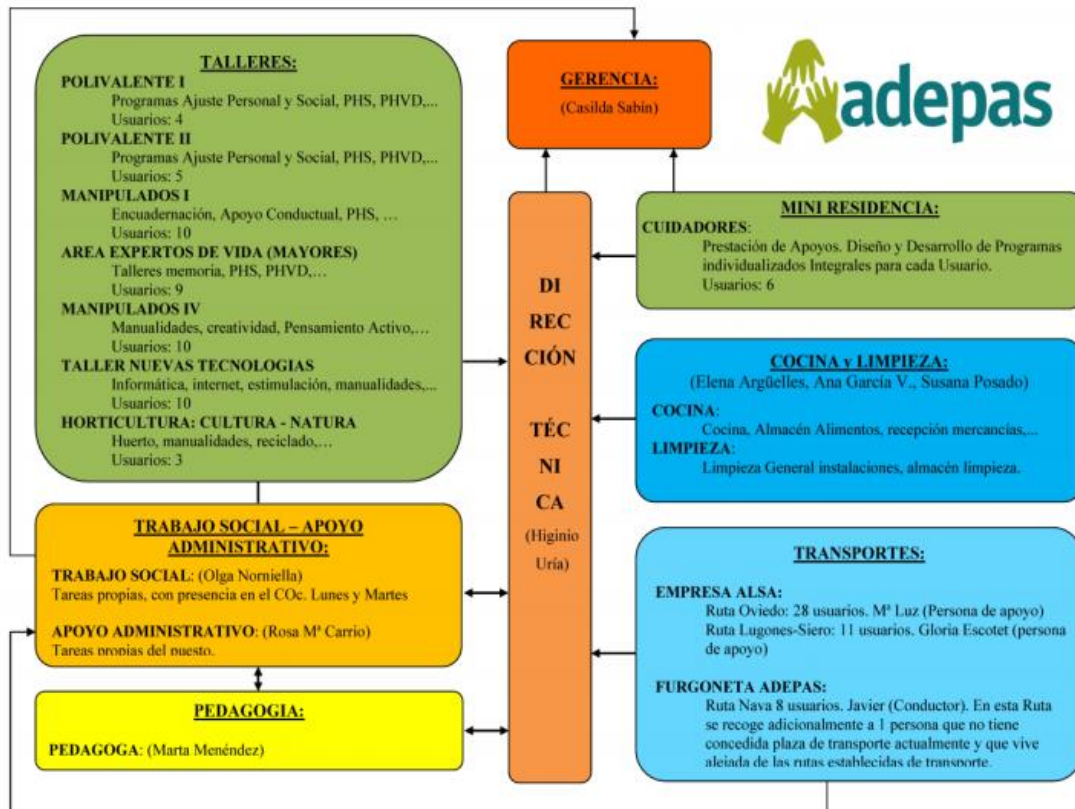 TALLERES:
POLIVALENTE I
Programas Ajuste Personal y Social, PHS, PHVD,...
Usuarios: 4
POLIVALENTE II
Programas Ajuste Personal y Social, PHS, PHVD,...
Usuarios: 5
MANIPULADOS I
Encuadernación, Apoyo Conductual, PHS, …
Usuarios: 10
AREA EXPERTOS DE VIDA (MAYORES)
Talleres memoria, PHS, PHVD,…
Usuarios: 9
MANIPULADOS IV
Manualidades, creatividad, Pensamiento Activo,…
Usuarios: 10
TALLER NUEVAS TECNOLOGIAS
Informática, internet, estimulación, manualidades,...
Usuarios: 10
HORTICULTURA: CULTURA - NATURA
Huerto, manualidades, reciclado,…
Usuarios: 3
TRABAJO SOCIAL – APOYO
ADMINISTRATIVO:
TRABAJO SOCIAL: (Olga Norniella)
Tareas propias, con presencia en el COc. Lunes y Martes
APOYO ADMINISTRATIVO: (Rosa Mª Carrio)
Tareas propias del puesto.
PEDAGOGIA:
PEDAGOGA: (Marta Menéndez)
GERENCIA:
(Casilda Sabín)
DI
REC
CIÓN
TÉC
NI
CA
(Higinio
Uría)
adepas
MINI RESIDENCIA:
CUIDADORES:
Prestación de Apoyos. Diseño y Desarrollo de Programas
individualizados Integrales para cada Usuario.
Usuarios: 6
COCINA y LIMPIEZA:
(Elena Argüelles, Ana García V., Susana Posado)
COCINA:
Cocina, Almacén Alimentos, recepción mercancías,...
LIMPIEZA:
Limpieza General instalaciones, almacén limpieza.
TRANSPORTES:
EMPRESA ALSA:
Ruta Oviedo: 28 usuarios. Mª Luz (Persona de apoyo)
Ruta Lugones-Siero: 11 usuarios. Gloria Escotet (persona
de apoyo)
FURGONETA ADEPAS:
Ruta Nava 8 usuarios. Javier (Conductor). En esta Ruta
se recoge adicionalmente a 1 persona que no tiene
concedida plaza de transporte actualmente y que vive
alejada de las rutas establecidas de transporte.